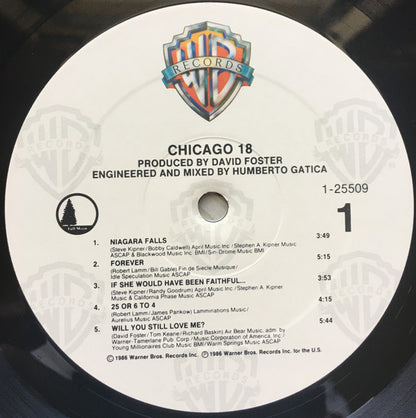 WB
RECORDS
CHICAGO 18
PRODUCED BY DAVID FOSTER
ENGINEERED AND MIXED BY HUMBERTO GATICA
1-25509
1
Full Moon
1. NIAGARA FALLS 3:49
(Steve Kipner/Bobby Caldwell) April Music Inc./Stephen A. Kipner Music
ASCAP & Blackwood Music Inc. BMI/Sin-Drome Music BMI
2. FOREVER 5:15
(Robert Lamm/Bill Gable) Fin de Siecle Musique/
Idle Speculation Music ASCAP
3. IF SHE WOULD HAVE BEEN FAITHFUL... 3:53
(Steve Kipner/Randy Goodrum) April Music Inc./Stephen A. Kipner
Music & California Phase Music ASCAP
4. 25 OR 6 TO 4 4:15
(Robert Lamm/James Pankow) Lamminations Music/
Aurelius Music ASCAP
5. WILL YOU STILL LOVE ME? 5:44
(David Foster/Tom Keane/Richard Baskin) Air Bear Music, adm. by
Warner-Tamerlane Pub. Corp./Music Corporation of America, Inc./
Young Millionaires Club Music BMI/Warm Springs Music ASCAP
© 1986 Warner Bros. Records Inc. ℗ 1986 Warner Bros. Records Inc. for the U.S.